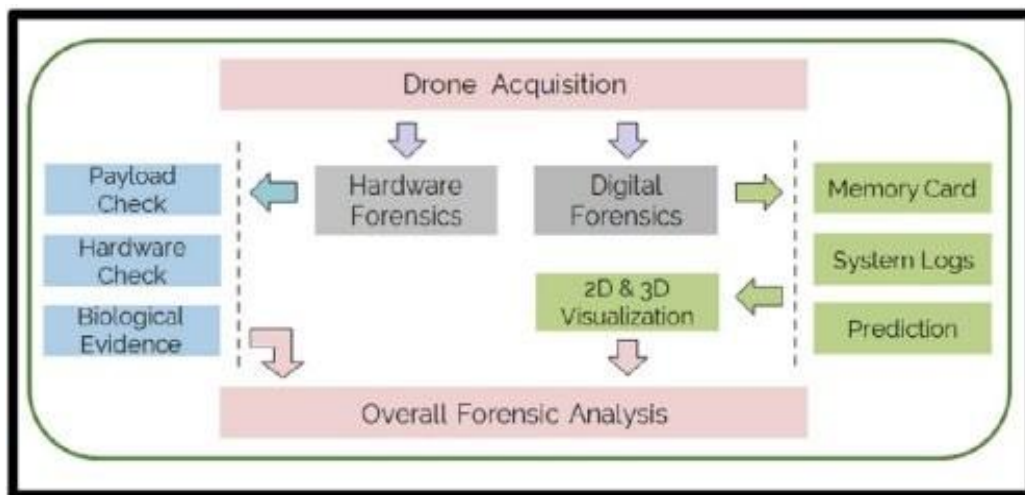 Drone Acquisition
Payload
Check
Hardware
Forensics
Digital
Forensics
Memory Card
Hardware
Check
System Logs
2D & 3D
Visualization
Biological
Evidence
Prediction
Overall Forensic Analysis